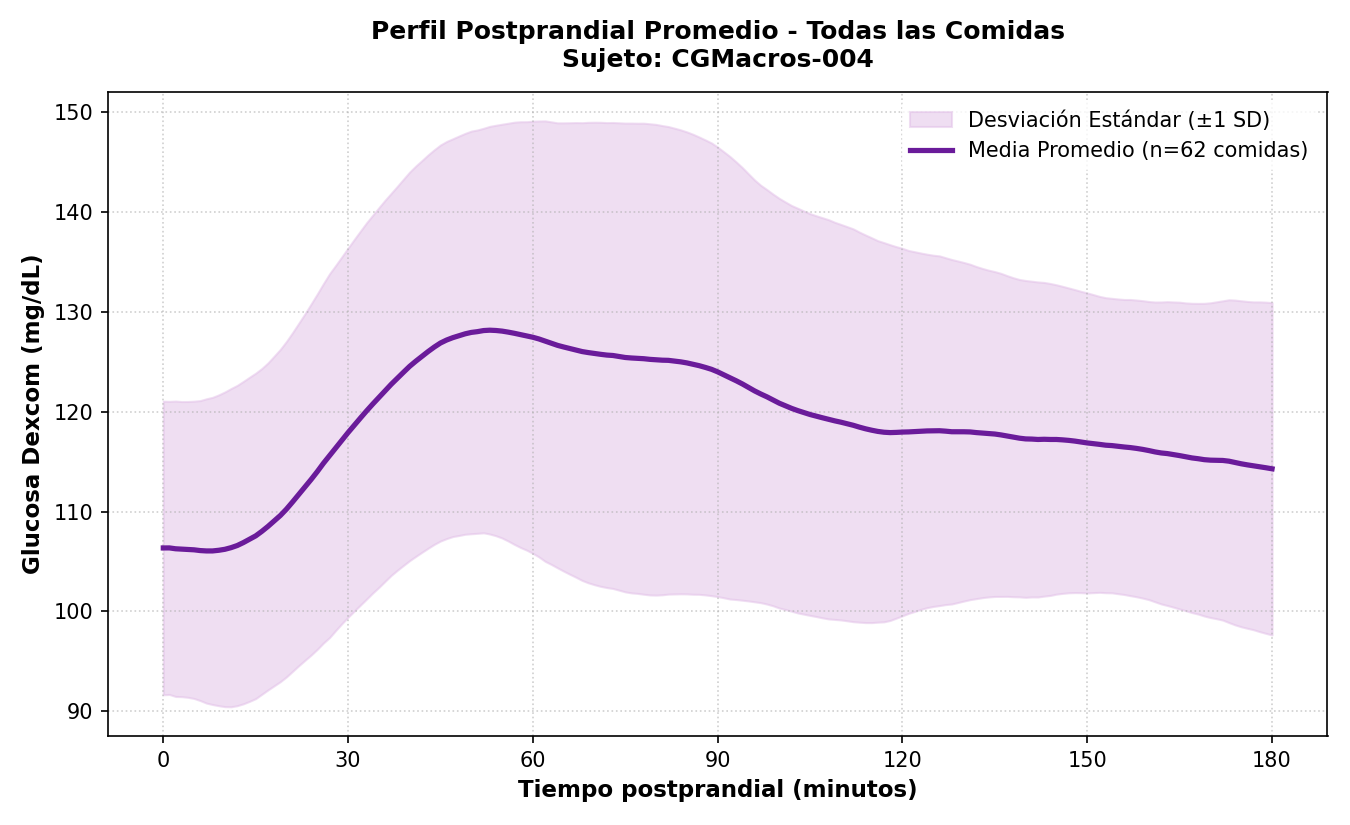 Perfil Postprandial Promedio - Todas las Comidas
Sujeto: CGMacros-004
Desviación Estándar (±1 SD)
Media Promedio (n=62 comidas)
Glucosa Dexcom (mg/dL)
150
140
130
120
110
100
90
0 30 60 90 120 150 180
Tiempo postprandial (minutos)